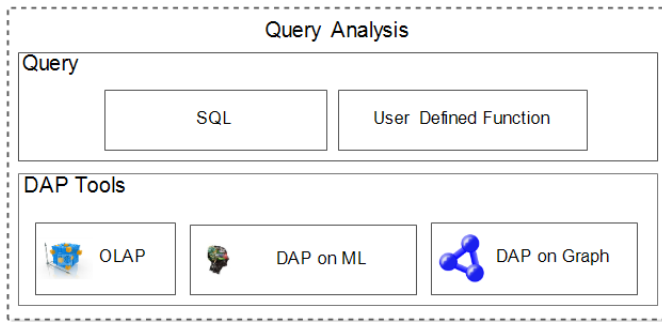 Query Analysis
Query
SQL
User Defined Function
DAP Tools
OLAP
DAP on ML
DAP on Graph